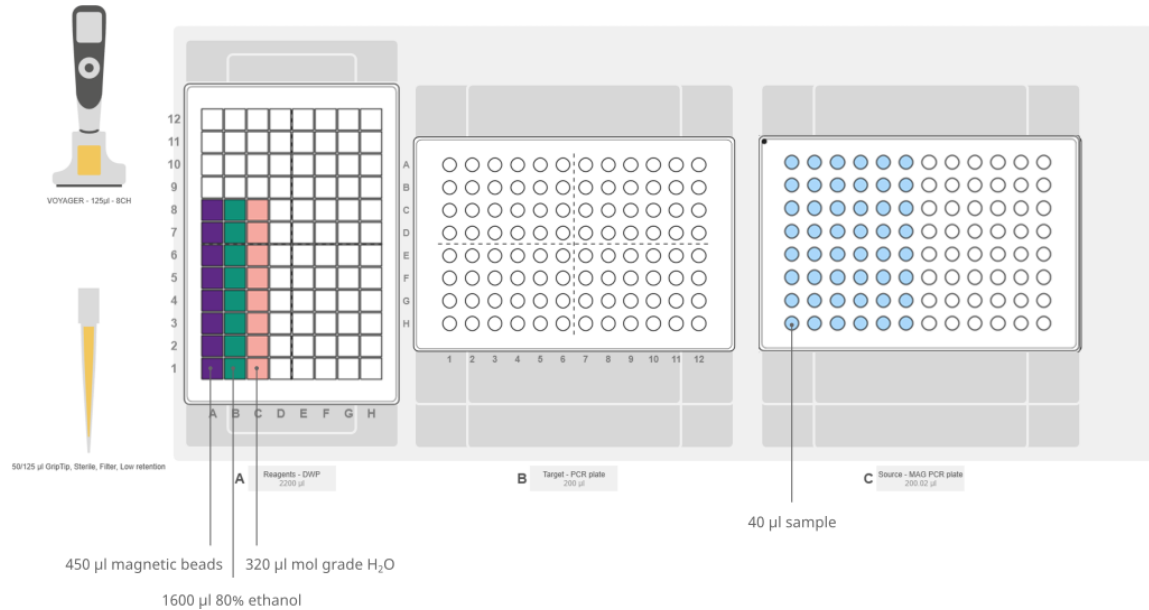 VOYAGER - 125µl - 8CH
50/125 µl GripTip, Sterile, Filter, Low retention
12
11
10
9
8
7
6
5
4
3
2
1
A B C D E F G H
A
B
C
D
E
F
G
H
1 2 3 4 5 6 7 8 9 10 11 12
A Reagents - DWP
2200 µl
B Target - PCR plate
200 µl
C Source - MAG PCR plate
200.02 µl
40 µl sample
450 µl magnetic beads
320 µl mol grade H₂O
1600 µl 80% ethanol